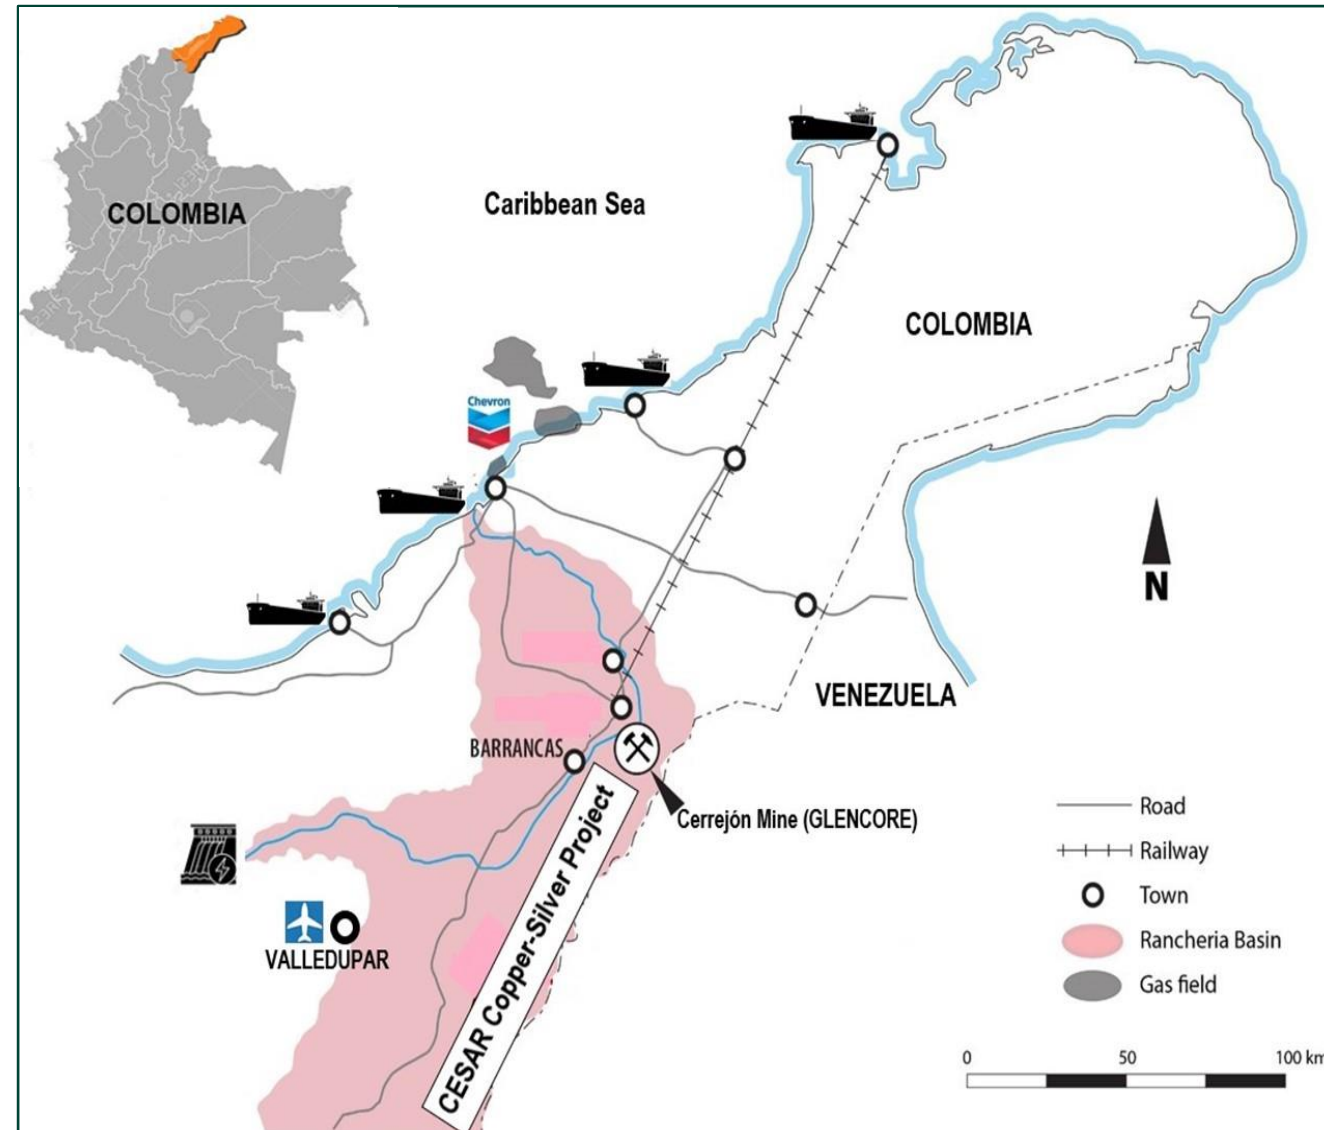 COLOMBIA
Caribbean Sea
COLOMBIA
Chevron
N
VENEZUELA
BARRANCAS
Cerrejón Mine (GLENCORE)
CESAR Copper-Silver Project
VALLEDUPAR
Road
Railway
Town
Rancheria Basin
Gas field
0 50 100 km